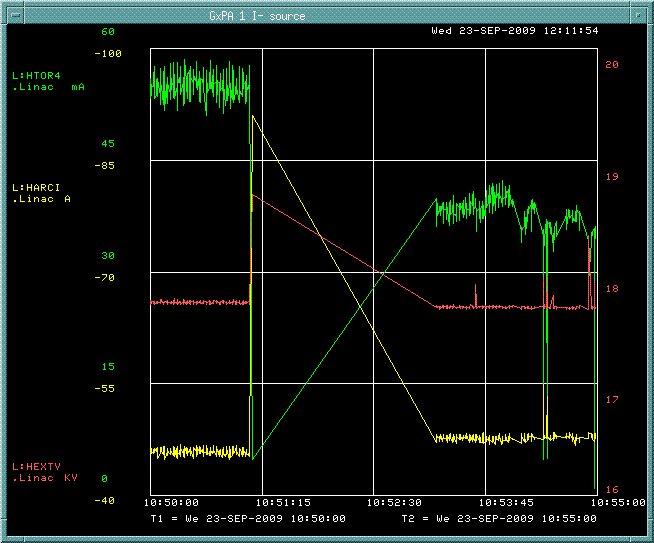 GxPA 1 I- source
60
Wed 23-SEP-2009 12:11:54
-100
20
L:HTOR4
.Linac mA
45
-85
19
L:HARCI
.Linac A
30
-70
18
15
-55
17
L:HEXTV
.Linac KV
0
16
-40
10:50:00 10:51:15 10:52:30 10:53:45 10:55:00
T1 = We 23-SEP-2009 10:50:00 T2 = We 23-SEP-2009 10:55:00